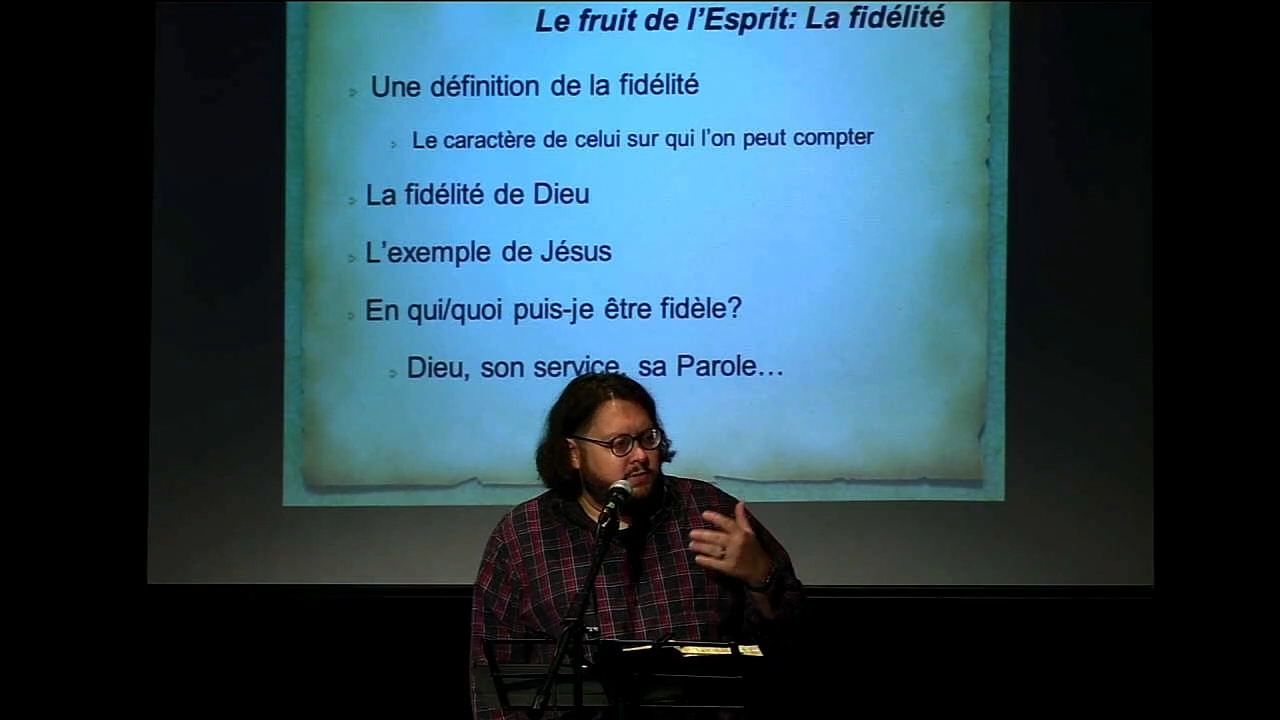 Le fruit de l'Esprit: La fidélité
Une définition de la fidélité
Le caractère de celui sur qui l'on peut compter
La fidélité de Dieu
L'exemple de Jésus
En qui/quoi puis-je être fidèle?
Dieu, son service, sa Parole…